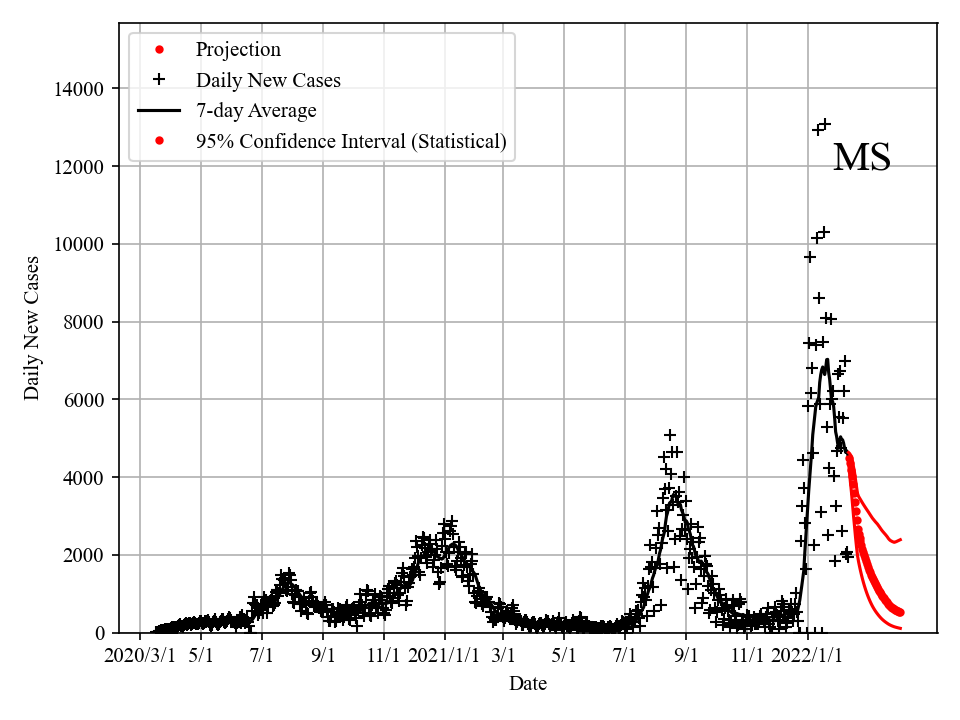 Projection
Daily New Cases
7-day Average
95% Confidence Interval (Statistical)
MS
14000
12000
10000
8000
6000
4000
2000
0
Daily New Cases
2020/3/1 5/1 7/1 9/1 11/1 2021/1/1 3/1 5/1 7/1 9/1 11/1 2022/1/1
Date